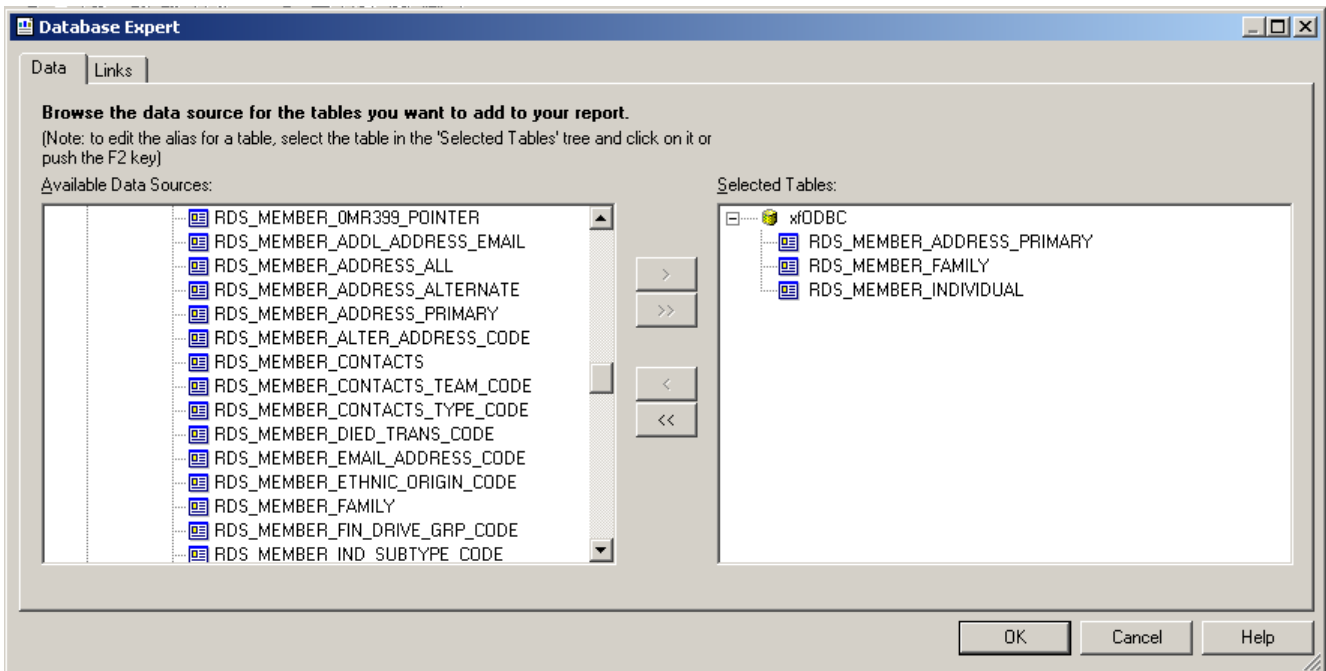 Database Expert
Data
Links
Browse the data source for the tables you want to add to your report.
(Note: to edit the alias for a table, select the table in the 'Selected Tables' tree and click on it or
push the F2 key)
Available Data Sources:
Selected Tables:
RDS_MEMBER_0MR399_POINTER
RDS_MEMBER_ADDL_ADDRESS_EMAIL
RDS_MEMBER_ADDRESS_ALL
RDS_MEMBER_ADDRESS_ALTERNATE
RDS_MEMBER_ADDRESS_PRIMARY
RDS_MEMBER_ALTER_ADDRESS_CODE
RDS_MEMBER_CONTACTS
RDS_MEMBER_CONTACTS_TEAM_CODE
RDS_MEMBER_CONTACTS_TYPE_CODE
RDS_MEMBER_DIED_TRANS_CODE
RDS_MEMBER_EMAIL_ADDRESS_CODE
RDS_MEMBER_ETHNIC_ORIGIN_CODE
RDS_MEMBER_FAMILY
RDS_MEMBER_FIN_DRIVE_GRP_CODE
RDS_MEMBER_IND_SUBTYPE_CODE
>
>>
<
<<
xfODBC
RDS_MEMBER_ADDRESS_PRIMARY
RDS_MEMBER_FAMILY
RDS_MEMBER_INDIVIDUAL
OK
Cancel
Help